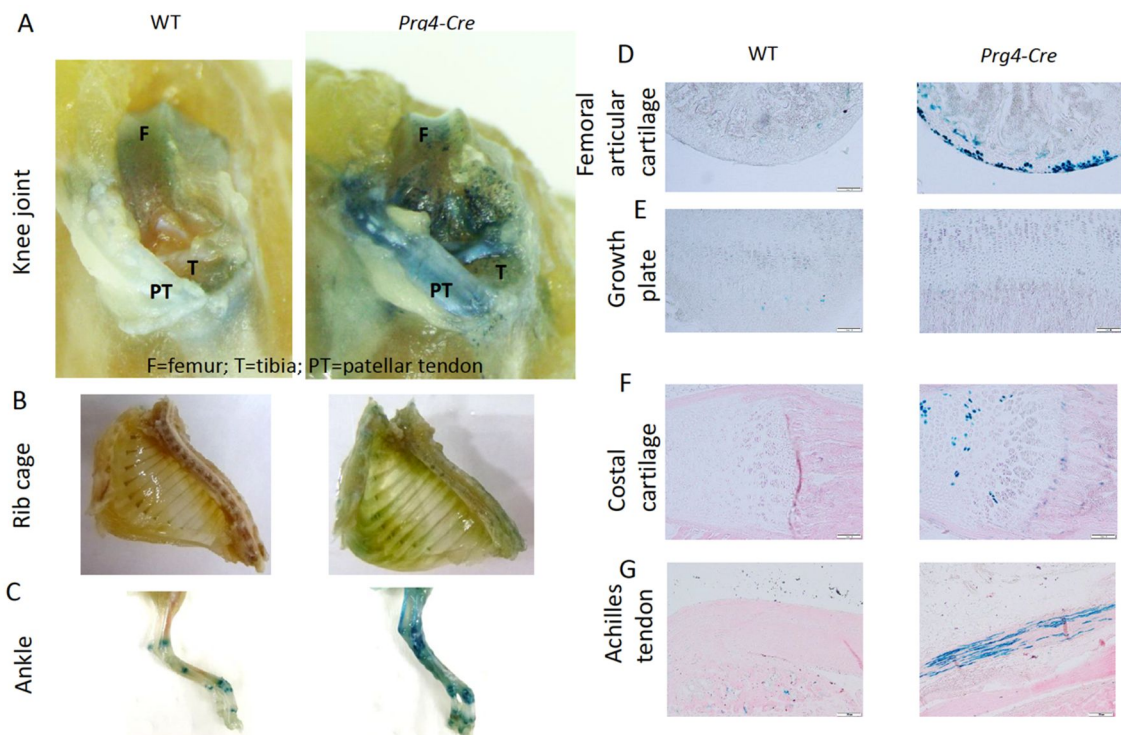 A
WT
Prg4-Cre
Knee joint
F
T
PT
F
T
PT
F=femur; T=tibia; PT=patellar tendon
B
Rib cage
C
Ankle
WT
Prg4-Cre
D
Femoral
articular
cartilage
E
Growth
plate
F
Costal
cartilage
G
Achilles
tendon